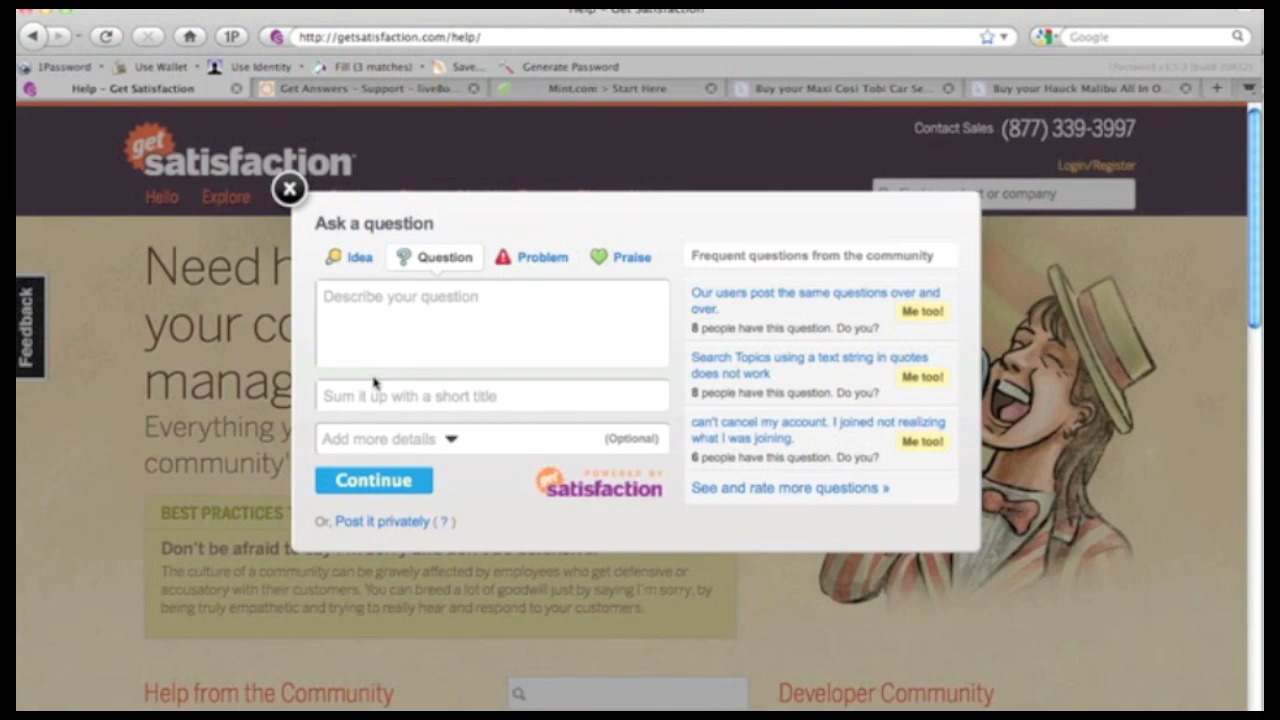 Help - Get Satisfaction
1P
http://getsatisfaction.com/help/
Google
1Password
Use Wallet
Use Identity
Fill (3 matches)
Save...
Generate Password
Help - Get Satisfaction
Get Answers - Support - liveBo...
Mint.com > Start Here
Buy your Maxi Cosi Tobi Car Se...
Buy your Hauck Malibu All In O...
Contact Sales (877) 339-3997
get
satisfaction
Login/Register
Hello Explore
or company
Ask a question
Idea Question Problem Praise
Describe your question
Sum it up with a short title
Add more details (Optional)
Continue
POWERED BY
get
satisfaction
Or, Post it privately ( ? )
Frequent questions from the community
Our users post the same questions over and
over.
Me too!
8 people have this question. Do you?
Search Topics using a text string in quotes
does not work
Me too!
8 people have this question. Do you?
can't cancel my account. I joined not realizing
what I was joining.
Me too!
6 people have this question. Do you?
See and rate more questions »
Feedback
Need
your
manag
Everything
community'
BEST PRACTICES
Don't be afraid
The culture of a community can be gravely affected by employees who get defensive or
accusatory with their customers. You can breed a lot of goodwill just by saying I'm sorry, by
being truly empathetic and trying to really hear and respond to your customers.
Help from the Community
Developer Community